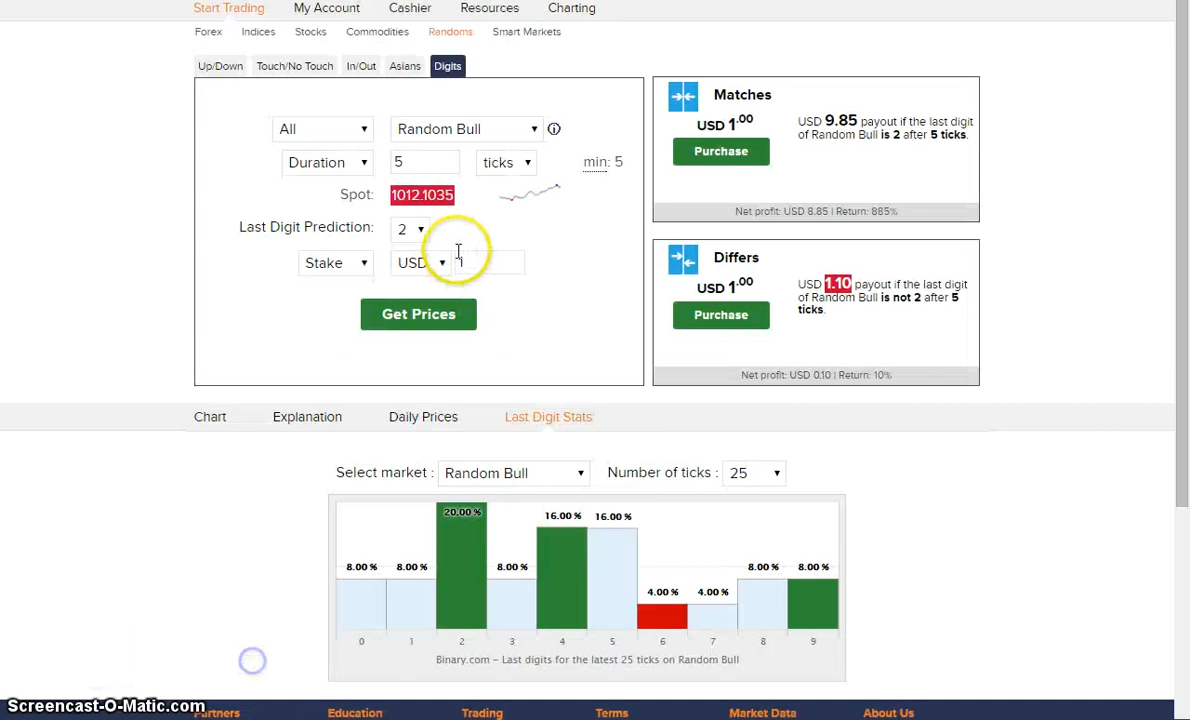 Start Trading My Account Cashier Resources Charting
Forex Indices Stocks Commodities Randoms Smart Markets
Up/Down Touch/No Touch In/Out Asians Digits
All Random Bull
Duration 5 ticks min: 5
Spot: 1012.1035
Last Digit Prediction: 2
Stake USD 1
Get Prices
Matches
USD 1.00
Purchase
USD 9.85 payout if the last digit
of Random Bull is 2 after 5 ticks.
Net profit: USD 8.85 | Return: 885%
Differs
USD 1.00
Purchase
USD 1.10 payout if the last digit
of Random Bull is not 2 after 5
ticks.
Net profit: USD 0.10 | Return: 10%
Chart Explanation Daily Prices Last Digit Stats
Select market : Random Bull Number of ticks : 25
8.00 % 8.00 % 20.00 % 8.00 % 16.00 % 16.00 % 4.00 % 4.00 % 8.00 % 8.00 %
0 1 2 3 4 5 6 7 8 9
Binary.com – Last digits for the latest 25 ticks on Random Bull
Screencast-O-Matic.com
Partners Education Trading Terms Market Data About Us